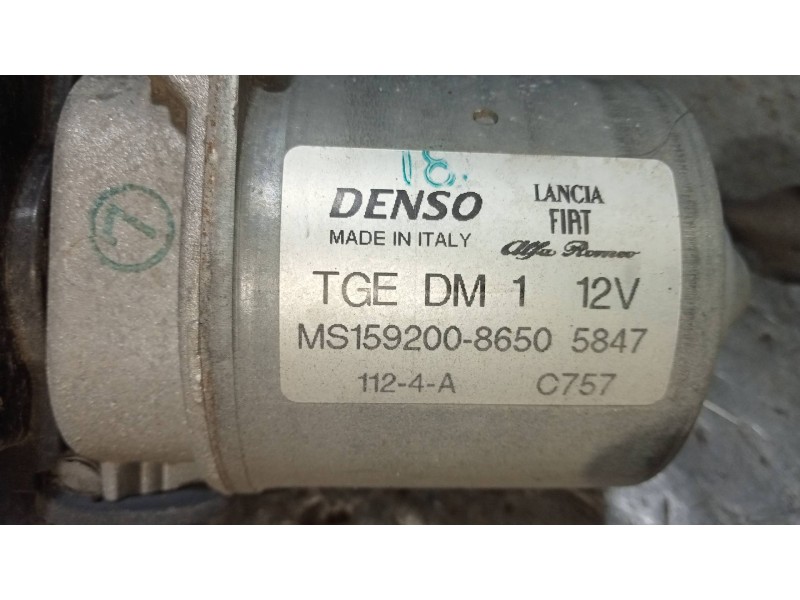 18.
DENSO LANCIA
FIAT
MADE IN ITALY Alfa Romeo
TGE DM 1 12V
MS159200-8650 5847
112-4-A C757
7